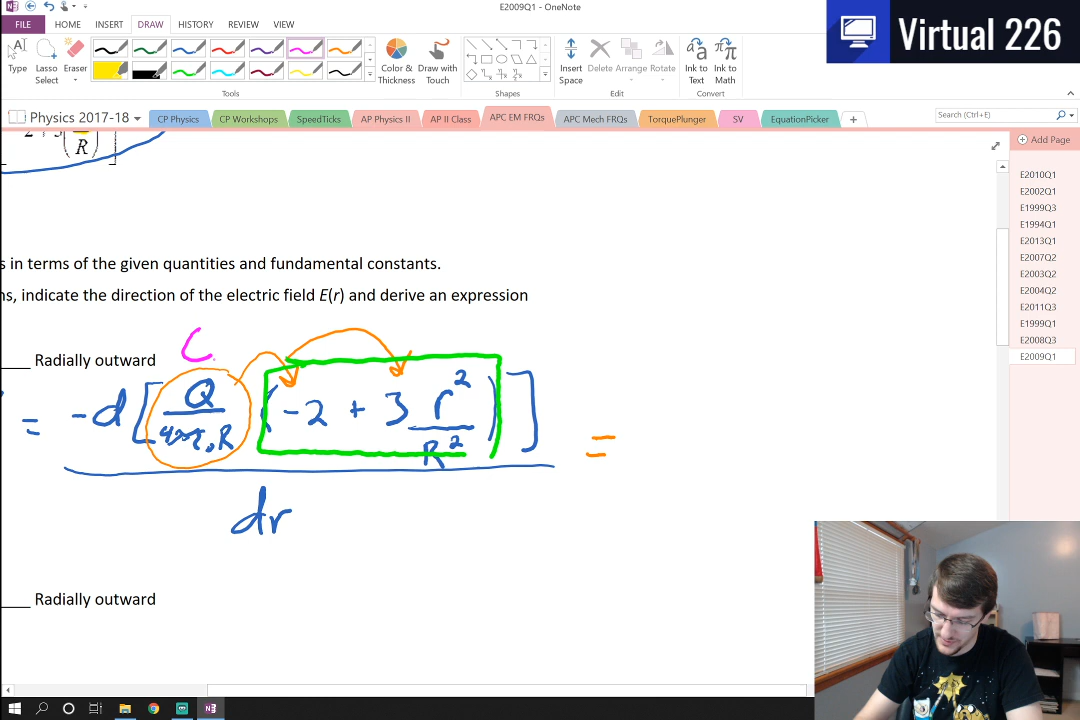 E2009Q1 - OneNote
FILE HOME INSERT DRAW HISTORY REVIEW VIEW
Virtual 226
Type Lasso Select Eraser Color & Thickness Draw with Touch Insert Space Delete Arrange Rotate Ink to Text Ink to Math
Tools Shapes Edit Convert
Physics 2017-18 CP Physics CP Workshops SpeedTicks AP Physics II AP II Class APC EM FRQs APC Mech FRQs TorquePlunger SV EquationPicker Search (Ctrl+E)
Add Page
E2010Q1
E2002Q1
E1999Q3
E1994Q1
E2013Q1
E2007Q2
E2003Q2
E2004Q2
E2011Q3
E1999Q1
E2008Q3
E2009Q1
R
s in terms of the given quantities and fundamental constants.
ns, indicate the direction of the electric field E(r) and derive an expression
____ Radially outward
C
= -d[Q/4πε₀R (-2 + 3 r²/R²)] =
dr
____ Radially outward
N